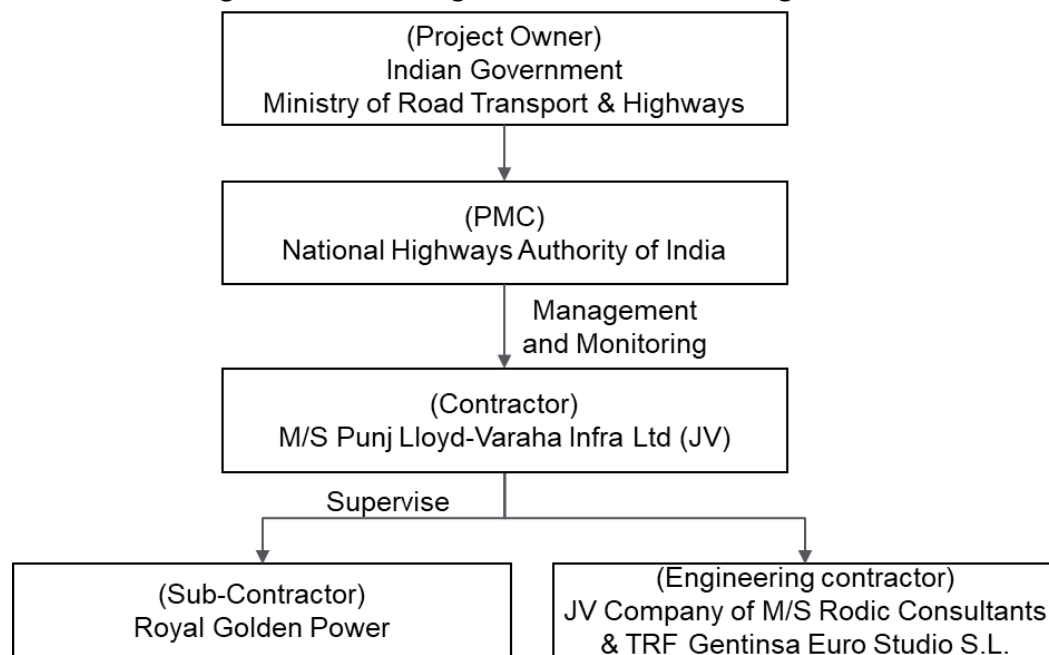 (Project Owner)
Indian Government
Ministry of Road Transport & Highways
(PMC)
National Highways Authority of India
Management
and Monitoring
(Contractor)
M/S Punj Lloyd-Varaha Infra Ltd (JV)
Supervise
(Sub-Contractor)
Royal Golden Power
(Engineering contractor)
JV Company of M/S Rodic Consultants
& TRF Gentinsa Euro Studio S.L.